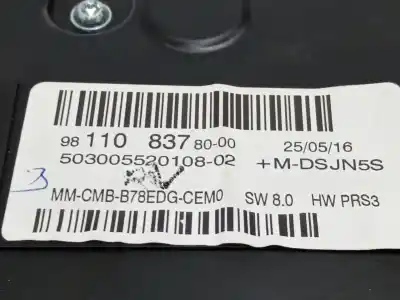 98 110 837 80-00 25/05/16
503005520108-02 +M-DSJN5S
MM-CMB-B78EDG-CEM0 SW 8.0 HW PRS3